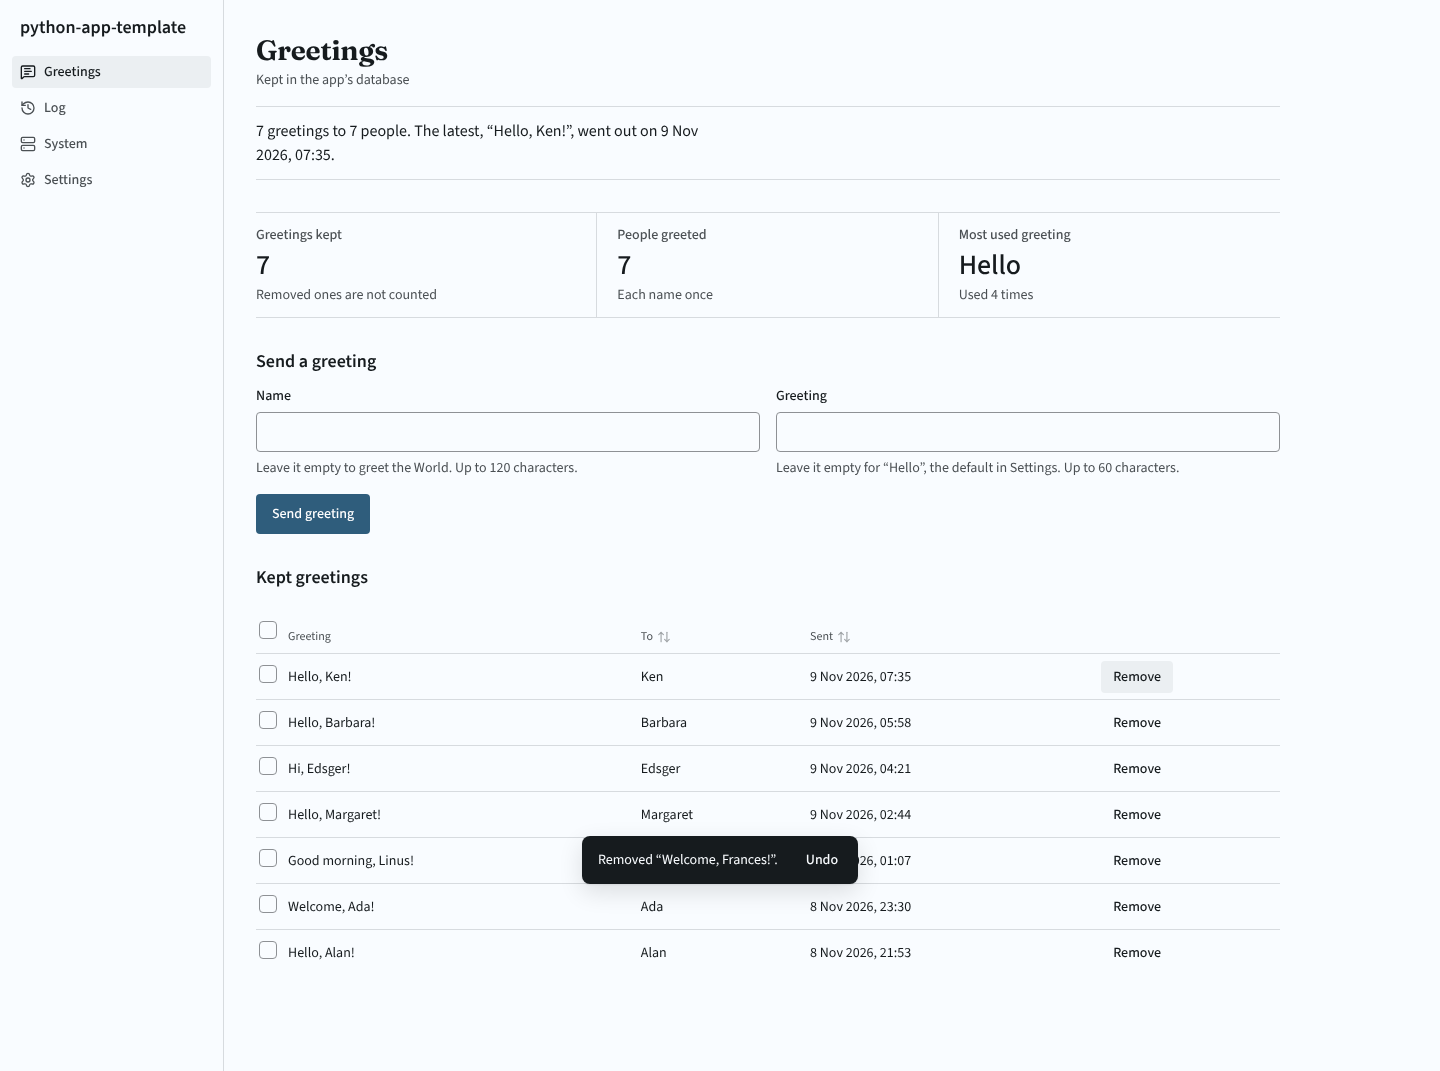 python-app-template
Greetings
Log
System
Settings
Greetings
Kept in the app’s database
7 greetings to 7 people. The latest, “Hello, Ken!”, went out on 9 Nov
2026, 07:35.
Greetings kept
7
Removed ones are not counted
People greeted
7
Each name once
Most used greeting
Hello
Used 4 times
Send a greeting
Name
Leave it empty to greet the World. Up to 120 characters.
Greeting
Leave it empty for “Hello”, the default in Settings. Up to 60 characters.
Send greeting
Kept greetings
Greeting To Sent
Hello, Ken! Ken 9 Nov 2026, 07:35 Remove
Hello, Barbara! Barbara 9 Nov 2026, 05:58 Remove
Hi, Edsger! Edsger 9 Nov 2026, 04:21 Remove
Hello, Margaret! Margaret 9 Nov 2026, 02:44 Remove
Good morning, Linus! 01:07 Remove
Removed “Welcome, Frances!”. Undo
Welcome, Ada! Ada 8 Nov 2026, 23:30 Remove
Hello, Alan! Alan 8 Nov 2026, 21:53 Remove